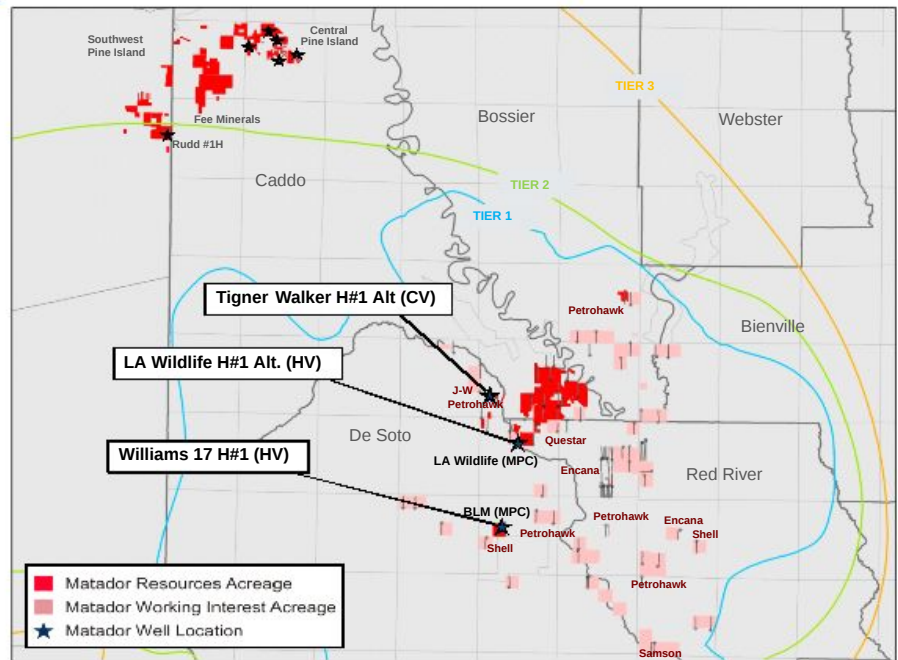 Southwest
Pine Island
Central
Pine Island
TIER 3
Fee Minerals
Bossier
Webster
Rudd #1H
Caddo
TIER 2
TIER 1
Tigner Walker H#1 Alt (CV)
Petrohawk
Bienville
LA Wildlife H#1 Alt. (HV)
J-W
Petrohawk
De Soto
Questar
Williams 17 H#1 (HV)
LA Wildlife (MPC)
Encana
Red River
BLM (MPC)
Petrohawk
Encana
Petrohawk
Shell
Shell
Petrohawk
Matador Resources Acreage
Matador Working Interest Acreage
Matador Well Location
Samson